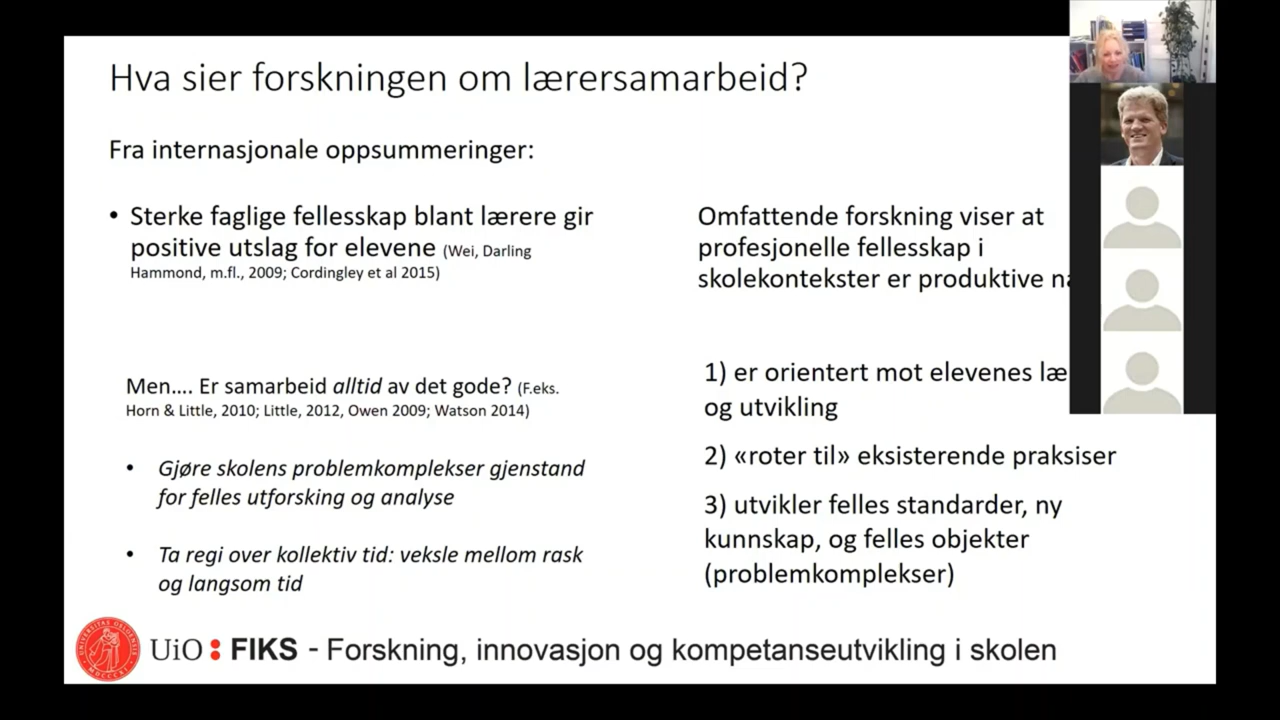 Hva sier forskningen om lærersamarbeid?
Fra internasjonale oppsummeringer:
• Sterke faglige fellesskap blant lærere gir
positive utslag for elevene (Wei, Darling
Hammond, m.fl., 2009; Cordingley et al 2015)
Men.... Er samarbeid alltid av det gode? (F.eks.
Horn & Little, 2010; Little, 2012, Owen 2009; Watson 2014)
• Gjøre skolens problemkomplekser gjenstand
for felles utforsking og analyse
• Ta regi over kollektiv tid: veksle mellom rask
og langsom tid
Omfattende forskning viser at
profesjonelle fellesskap i
skolekontekster er produktive
1) er orientert mot elevenes
og utvikling
2) «roter til» eksisterende praksiser
3) utvikler felles standarder, ny
kunnskap, og felles objekter
(problemkomplekser)
UiO : FIKS - Forskning, innovasjon og kompetanseutvikling i skolen